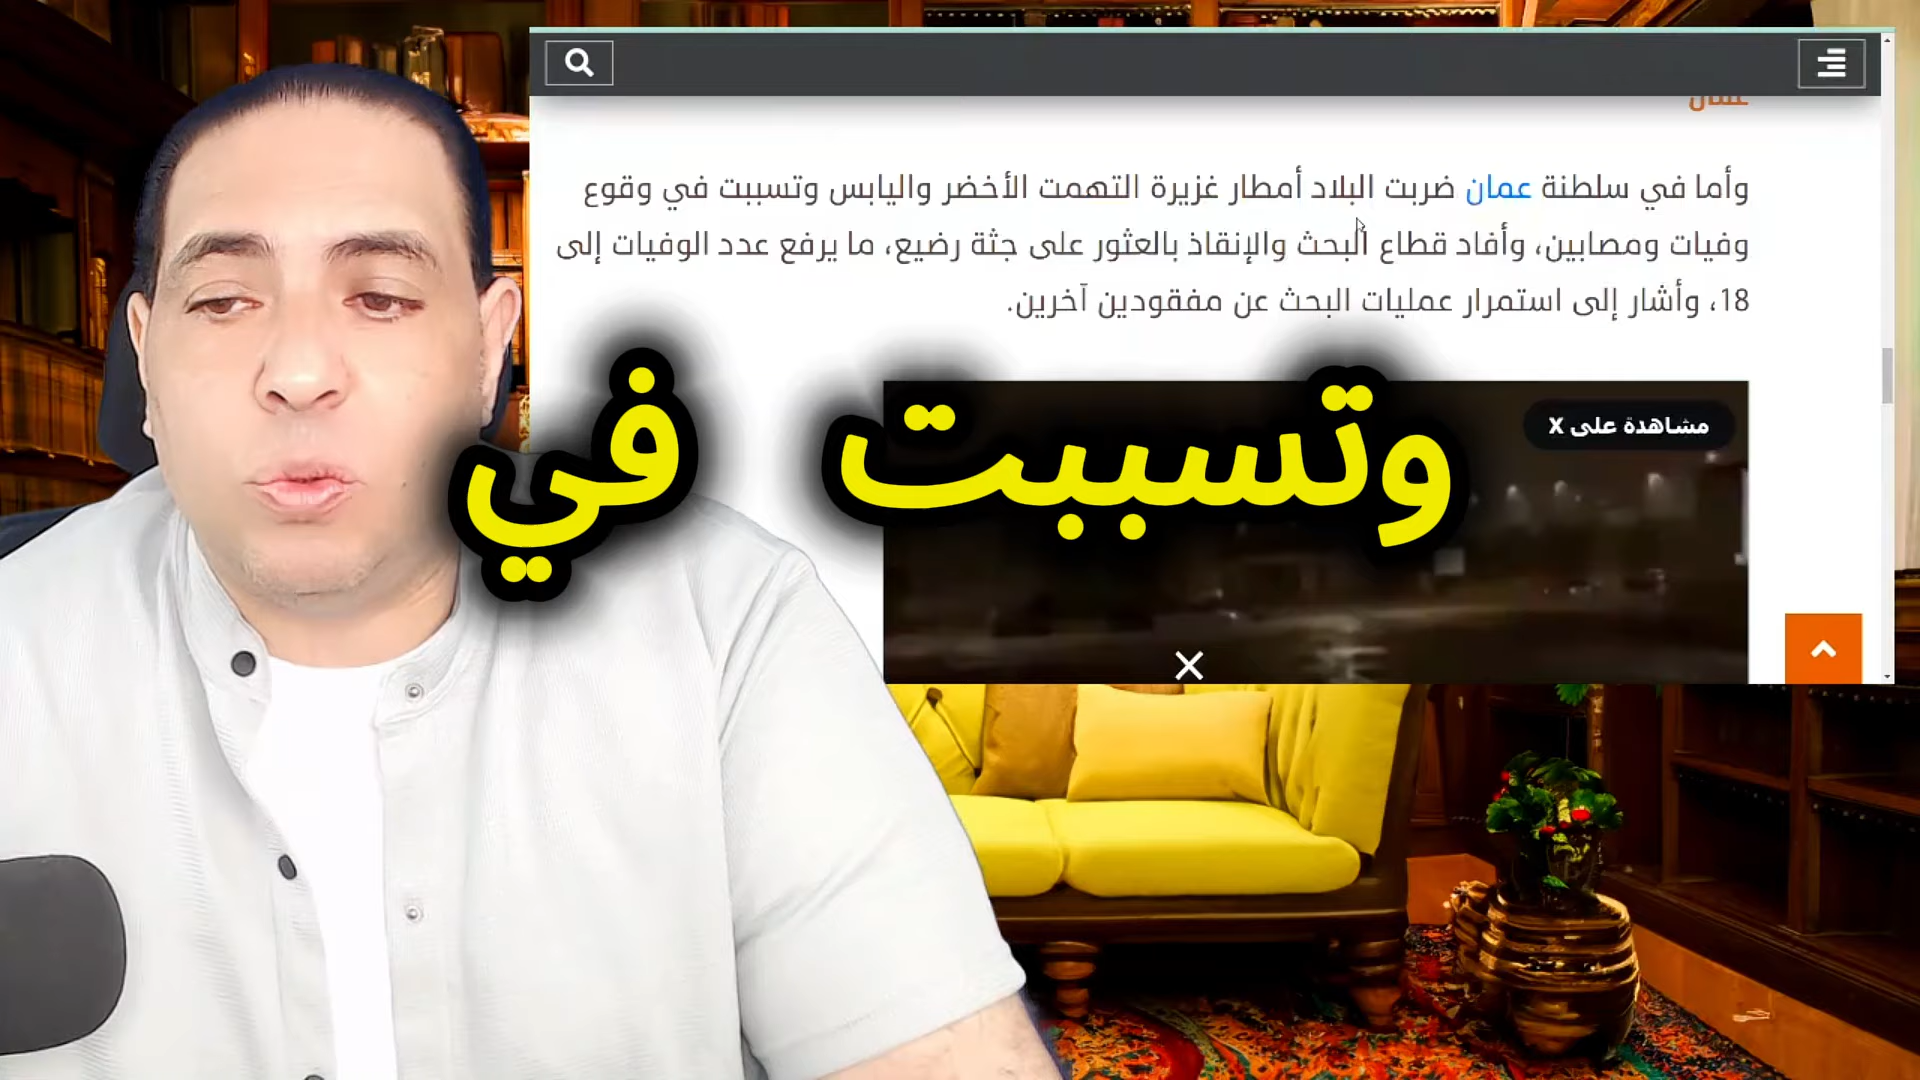 عمان
وأما في سلطنة عمان ضربت البلاد أمطار غزيرة التهمت الأخضر واليابس وتسببت في وقوع
وفيات ومصابين، وأفاد قطاع البحث والإنقاذ بالعثور على جثة رضيع، ما يرفع عدد الوفيات إلى
18، وأشار إلى استمرار عمليات البحث عن مفقودين آخرين.
مشاهدة على X
وتسببت في